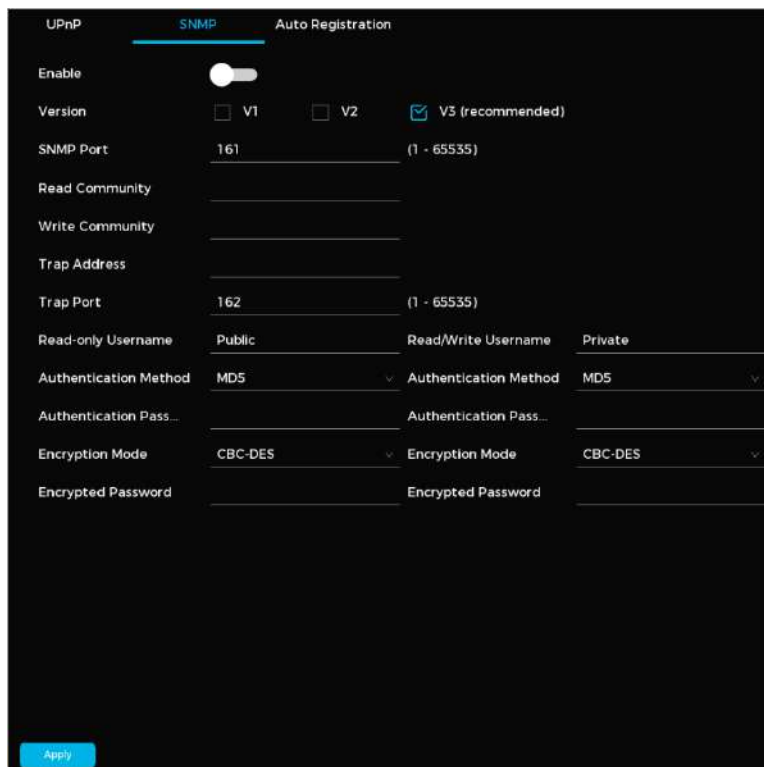 UPnP SNMP Auto Registration
Enable
Version V1 V2 V3 (recommended)
SNMP Port 161 (1 - 65535)
Read Community
Write Community
Trap Address
Trap Port 162 (1 - 65535)
Read-only Username Public Read/Write Username Private
Authentication Method MD5 Authentication Method MD5
Authentication Pass... Authentication Pass...
Encryption Mode CBC-DES Encryption Mode CBC-DES
Encrypted Password Encrypted Password
Apply